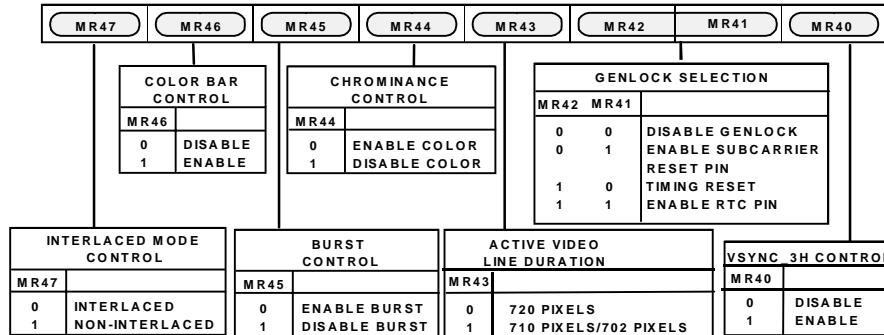 MR47 MR46 MR45 MR44 MR43 MR42 MR41 MR40
COLOR BAR
CONTROL
MR46
0 DISABLE
1 ENABLE
CHROMINANCE
CONTROL
MR44
0 ENABLE COLOR
1 DISABLE COLOR
GENLOCK SELECTION
MR42 MR41
0 0 DISABLE GENLOCK
0 1 ENABLE SUBCARRIER
RESET PIN
1 0 TIMING RESET
1 1 ENABLE RTC PIN
INTERLACED MODE
CONTROL
MR47
0 INTERLACED
1 NON-INTERLACED
BURST
CONTROL
MR45
0 ENABLE BURST
1 DISABLE BURST
ACTIVE VIDEO
LINE DURATION
MR43
0 720 PIXELS
1 710 PIXELS/702 PIXELS
VSYNC_3H CONTROL
MR40
0 DISABLE
1 ENABLE